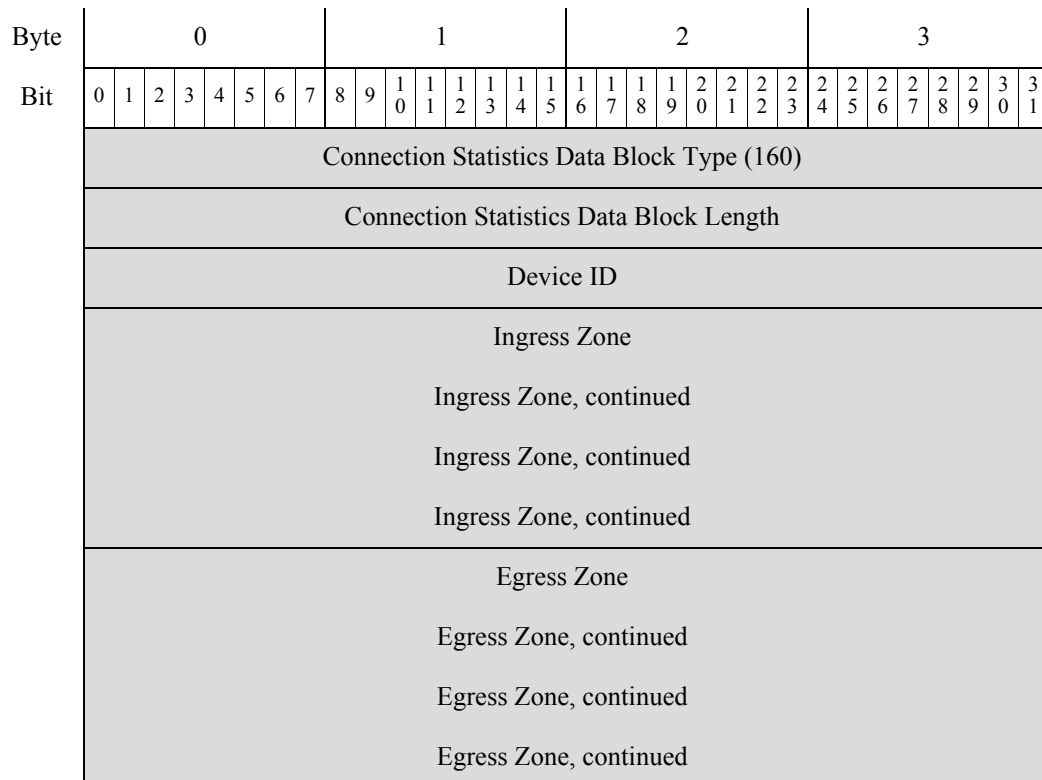 Byte 0 1 2 3
Bit 0 1 2 3 4 5 6 7 8 9 10 11 12 13 14 15 16 17 18 19 20 21 22 23 24 25 26 27 28 29 30 31
Connection Statistics Data Block Type (160)
Connection Statistics Data Block Length
Device ID
Ingress Zone
Ingress Zone, continued
Ingress Zone, continued
Ingress Zone, continued
Egress Zone
Egress Zone, continued
Egress Zone, continued
Egress Zone, continued